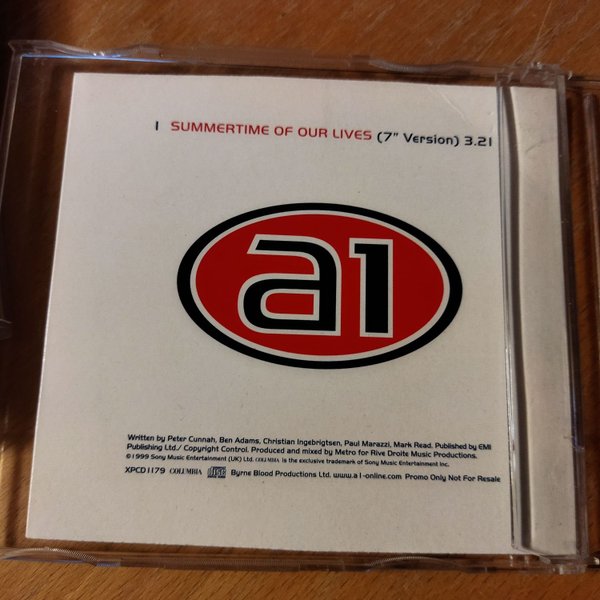 1 SUMMERTIME OF OUR LIVES (7" Version) 3.21
a1
Written by Peter Cunnah, Ben Adams, Christian Ingebrigtsen, Paul Marazzi, Mark Read. Published by EMI
Publishing Ltd./ Copyright Control. Produced and mixed by Metro for Rive Droite Music Productions.
©1999 Sony Music Entertainment (UK) Ltd. COLUMBIA is the exclusive trademark of Sony Music Entertainment Inc.
XPCD1179 COLUMBIA disc Byrne Blood Productions Ltd. www.a1-online.com Promo Only Not For Resale